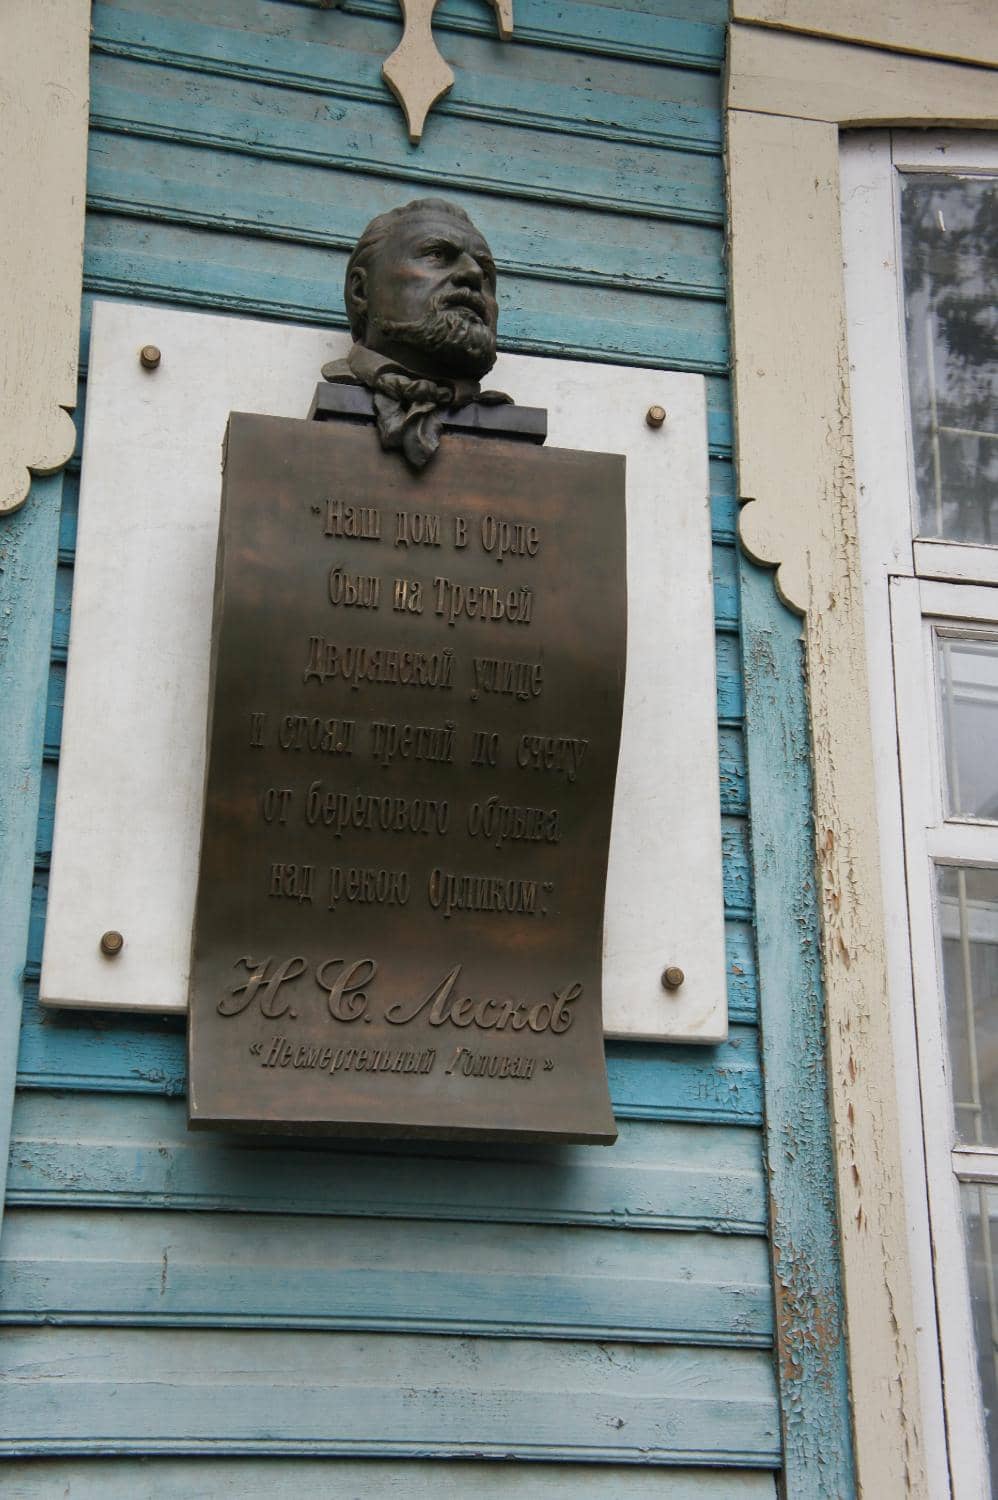 "Наш дом в Орле
был на Третьей
Дворянской улице
и стоял третий по счету
от берегового обрыва
над рекою Орликом."
Н. С. Лесков
«Несмертельный Голован»